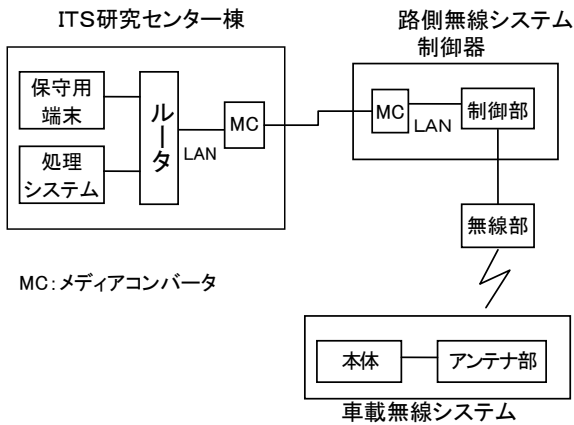 ITS研究センター棟
保守用
端末
処理
システム
ルータ
LAN
MC
路側無線システム
制御器
MC
LAN
制御部
無線部
MC:メディアコンバータ
本体
アンテナ部
車載無線システム